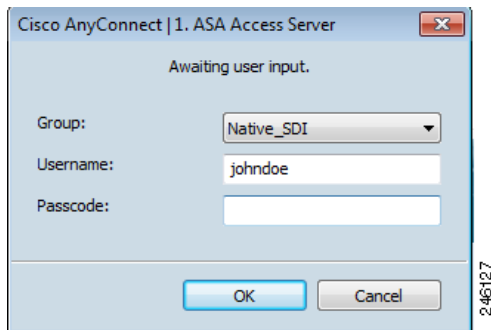 Cisco AnyConnect | 1. ASA Access Server
Awaiting user input.
Group: Native_SDI
Username: johndoe
Passcode:
OK Cancel
246127